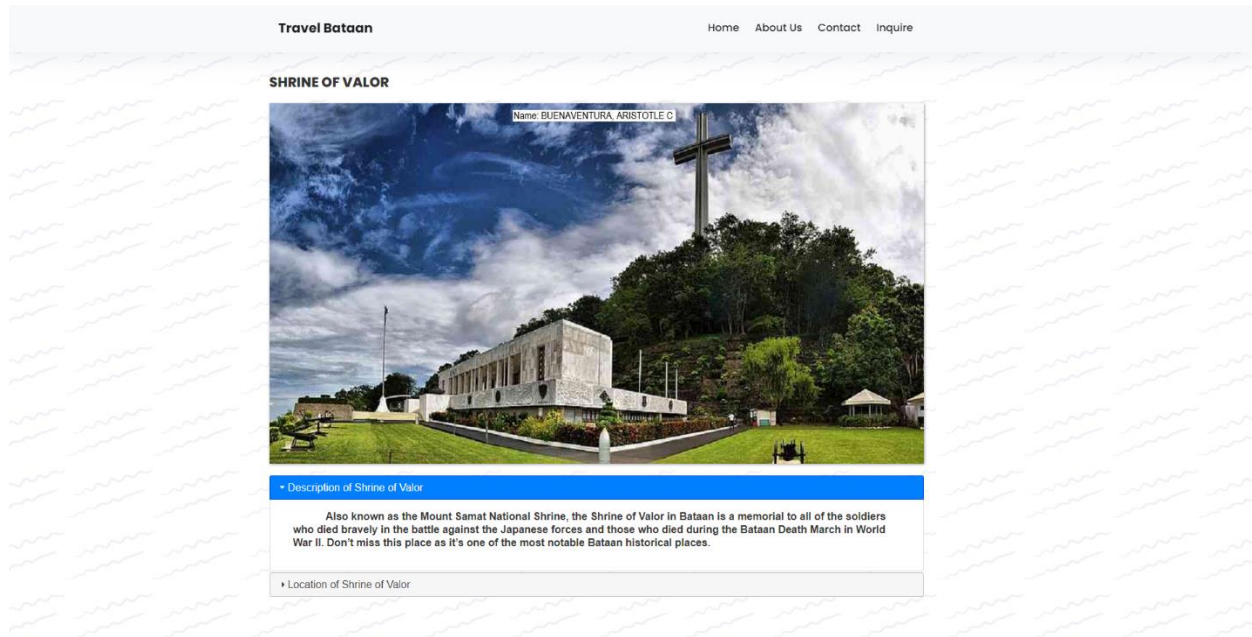 Travel Bataan
Home About Us Contact Inquire
SHRINE OF VALOR
Name: BUENAVENTURA, ARISTOTLE C
Description of Shrine of Valor
Also known as the Mount Samat National Shrine, the Shrine of Valor in Bataan is a memorial to all of the soldiers
who died bravely in the battle against the Japanese forces and those who died during the Bataan Death March in World
War II. Don't miss this place as it's one of the most notable Bataan historical places.
Location of Shrine of Valor